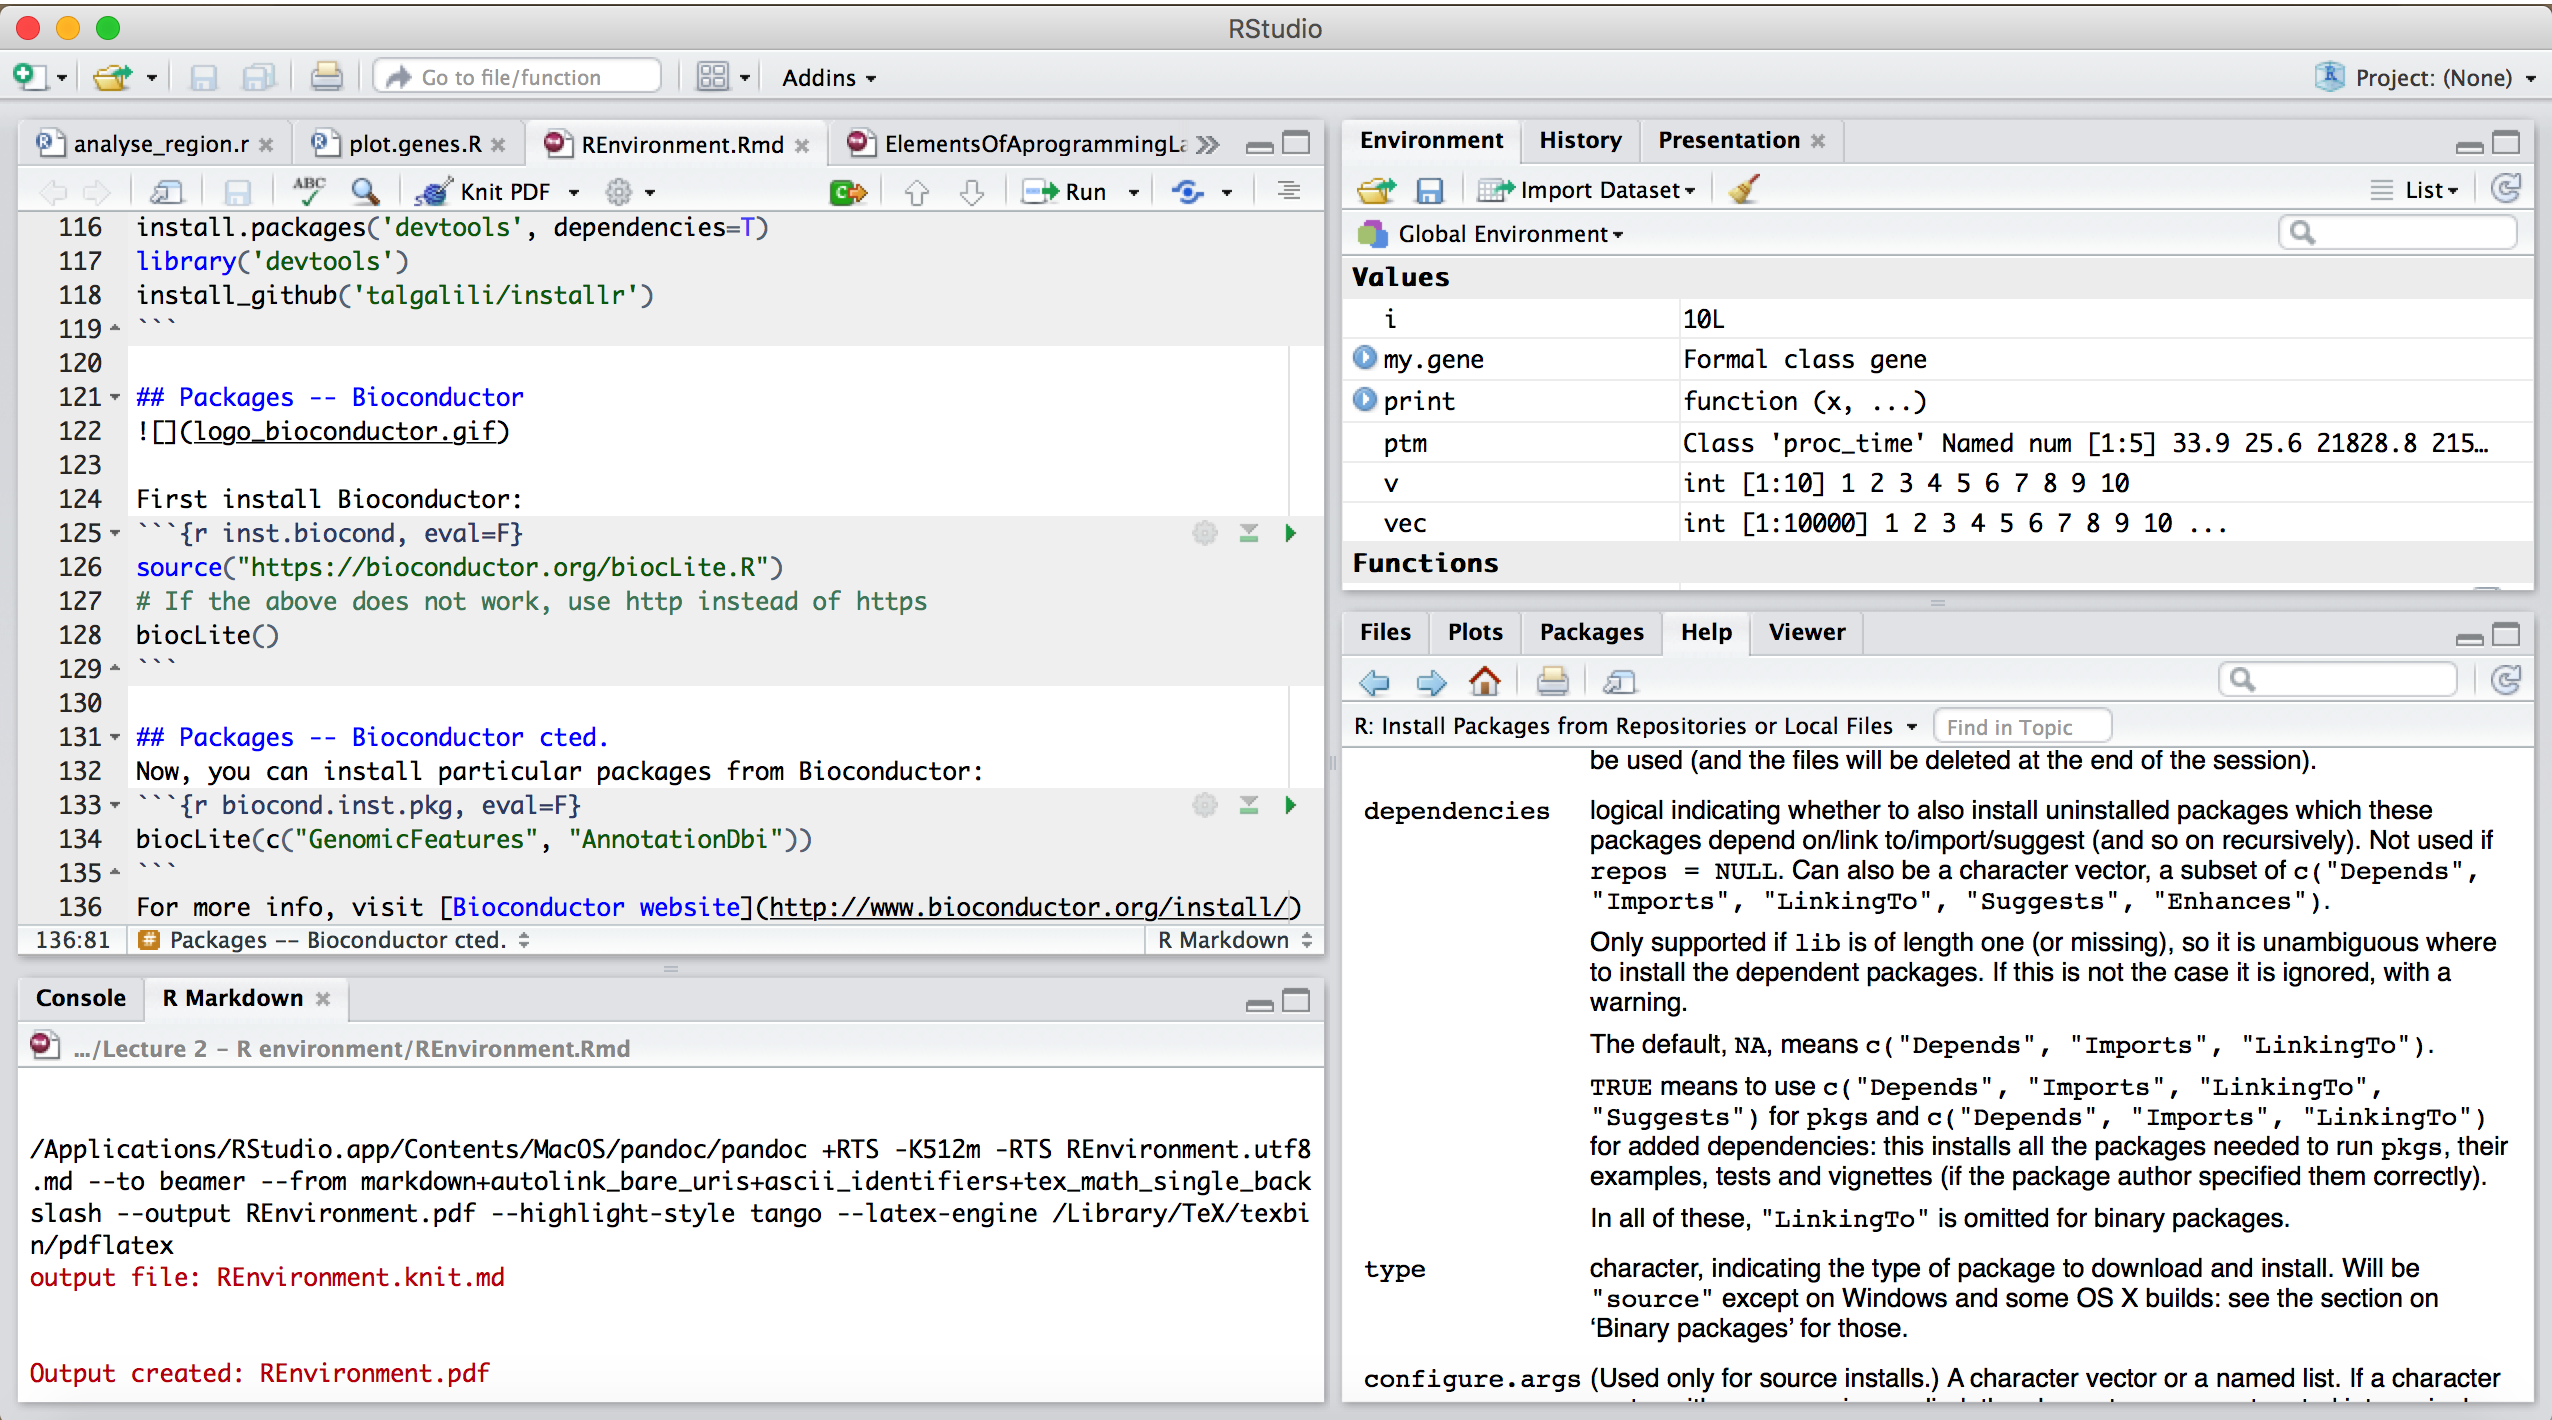 RStudio
Go to file/function
Addins
Project: (None)
analyse_region.r
plot.genes.R
REnvironment.Rmd
ElementsOfAprogrammingLa
ABC
Knit PDF
Run
116 install.packages('devtools', dependencies=T)
117 library('devtools')
118 install_github('talgalili/installr')
119 ```
120
121 ## Packages -- Bioconductor
122 ![](logo_bioconductor.gif)
123
124 First install Bioconductor:
125 ```{r inst.biocond, eval=F}
126 source("https://bioconductor.org/biocLite.R")
127 # If the above does not work, use http instead of https
128 biocLite()
129 ```
130
131 ## Packages -- Bioconductor cted.
132 Now, you can install particular packages from Bioconductor:
133 ```{r biocond.inst.pkg, eval=F}
134 biocLite(c("GenomicFeatures", "AnnotationDbi"))
135 ```
136 For more info, visit [Bioconductor website](http://www.bioconductor.org/install/)
136:81 # Packages -- Bioconductor cted. R Markdown
Console R Markdown
.../Lecture 2 – R environment/REnvironment.Rmd
/Applications/RStudio.app/Contents/MacOS/pandoc/pandoc +RTS -K512m -RTS REnvironment.utf8
.md --to beamer --from markdown+autolink_bare_uris+ascii_identifiers+tex_math_single_back
slash --output REnvironment.pdf --highlight-style tango --latex-engine /Library/TeX/texbi
n/pdflatex
output file: REnvironment.knit.md
Output created: REnvironment.pdf
Environment History Presentation
Import Dataset List
Global Environment
Values
i 10L
my.gene Formal class gene
print function (x, ...)
ptm Class 'proc_time' Named num [1:5] 33.9 25.6 21828.8 215…
v int [1:10] 1 2 3 4 5 6 7 8 9 10
vec int [1:10000] 1 2 3 4 5 6 7 8 9 10 ...
Functions
Files Plots Packages Help Viewer
R: Install Packages from Repositories or Local Files Find in Topic
be used (and the files will be deleted at the end of the session).
dependencies logical indicating whether to also install uninstalled packages which these
packages depend on/link to/import/suggest (and so on recursively). Not used if
repos = NULL. Can also be a character vector, a subset of c("Depends",
"Imports", "LinkingTo", "Suggests", "Enhances").
Only supported if lib is of length one (or missing), so it is unambiguous where
to install the dependent packages. If this is not the case it is ignored, with a
warning.
The default, NA, means c("Depends", "Imports", "LinkingTo").
TRUE means to use c("Depends", "Imports", "LinkingTo",
"Suggests") for pkgs and c("Depends", "Imports", "LinkingTo")
for added dependencies: this installs all the packages needed to run pkgs, their
examples, tests and vignettes (if the package author specified them correctly).
In all of these, "LinkingTo" is omitted for binary packages.
type character, indicating the type of package to download and install. Will be
"source" except on Windows and some OS X builds: see the section on
‘Binary packages’ for those.
configure.args (Used only for source installs.) A character vector or a named list. If a character